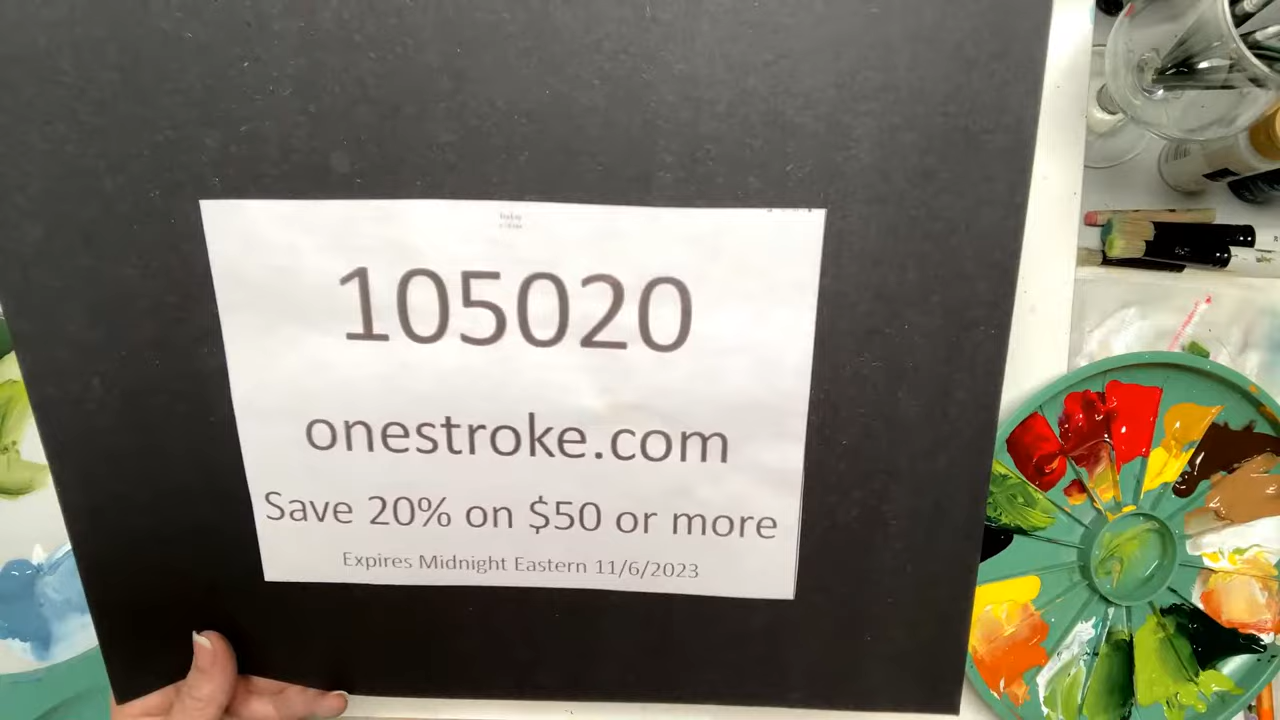 105020
onestroke.com
Save 20% on $50 or more
Expires Midnight Eastern 11/6/2023